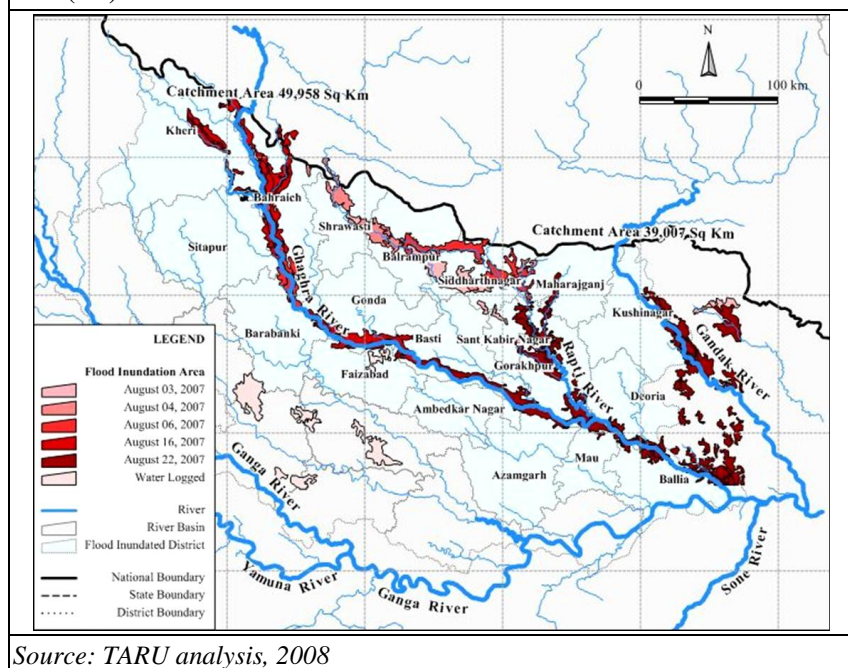 Catchment Area 49,958 Sq Km
N
0 100 km
Kheri
Bahraich
Shrawasti
Catchment Area 39,007 Sq Km
Sitapur
Balrampur
Siddharthnagar
Maharajganj
Ghaghra River
Gonda
Kushinagar
Barabanki
Basti
Sant Kabir Nagar
Gandak River
Faizabad
Gorakhpur
Rapti River
Deoria
Ambedkar Nagar
Mau
Azamgarh
Ballia
Ganga River
Yamuna River
Ganga River
Sone River
LEGEND
Flood Inundation Area
August 03, 2007
August 04, 2007
August 06, 2007
August 16, 2007
August 22, 2007
Water Logged
River
River Basin
Flood Inundated District
National Boundary
State Boundary
District Boundary
Source: TARU analysis, 2008